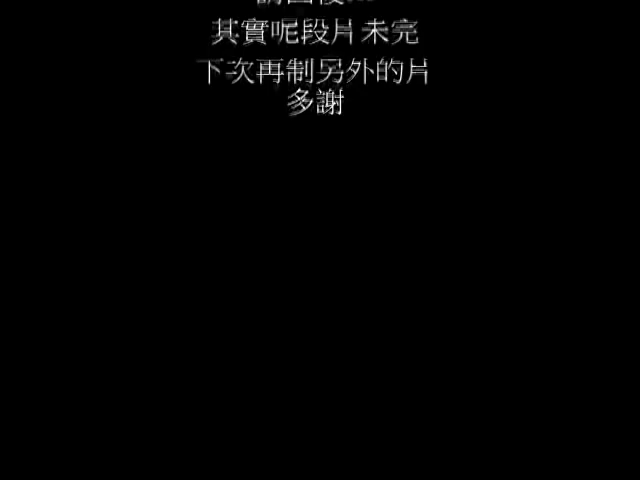 其實呢段片未完
下次再制另外的片
多謝